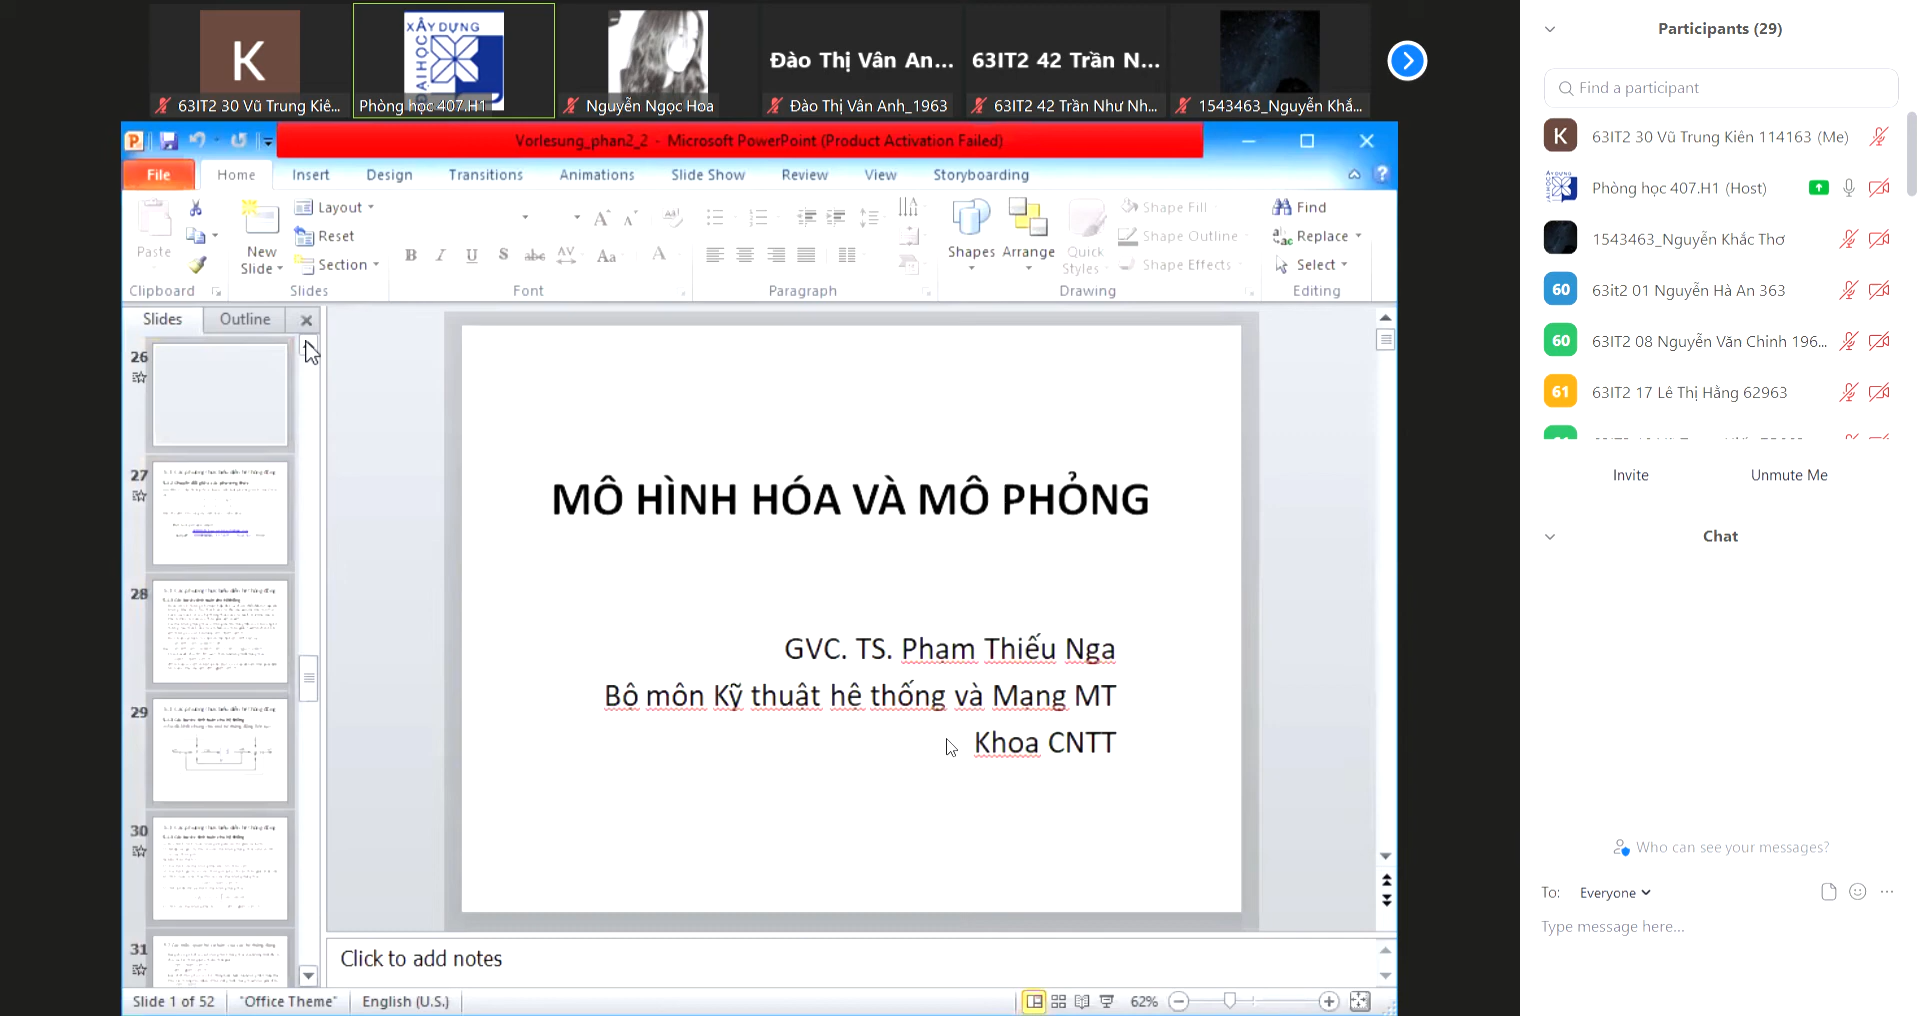 K
XÂY DỰNG
Đào Thị Vân An...
63IT2 42 Trần N...
63IT2 30 Vũ Trung Kiê...
Phòng học 407.H1
Nguyễn Ngọc Hoa
Đào Thị Vân Anh_1963
63IT2 42 Trần Như Nh...
1543463_Nguyễn Khắ...
Vorlesung_phan2_2 - Microsoft PowerPoint (Product Activation Failed)
File
Home
Insert
Design
Transitions
Animations
Slide Show
Review
View
Storyboarding
Paste
New Slide
Layout
Reset
Section
B I U S abc AV Aa A
Shapes
Arrange
Quick Styles
Shape Fill
Shape Outline
Shape Effects
Find
Replace
Select
Clipboard
Slides
Font
Paragraph
Drawing
Editing
Slides
Outline
26
27
28
29
30
31
MÔ HÌNH HÓA VÀ MÔ PHỎNG
GVC. TS. Phạm Thiếu Nga
Bộ môn Kỹ thuật hệ thống và Mạng MT
Khoa CNTT
Click to add notes
Slide 1 of 52
"Office Theme"
English (U.S.)
62%
Participants (29)
Find a participant
K 63IT2 30 Vũ Trung Kiên 114163 (Me)
Phòng học 407.H1 (Host)
1543463_Nguyễn Khắc Thơ
60 63it2 01 Nguyễn Hà An 363
60 63IT2 08 Nguyễn Văn Chinh 196...
61 63IT2 17 Lê Thị Hằng 62963
Invite
Unmute Me
Chat
Who can see your messages?
To: Everyone
Type message here...